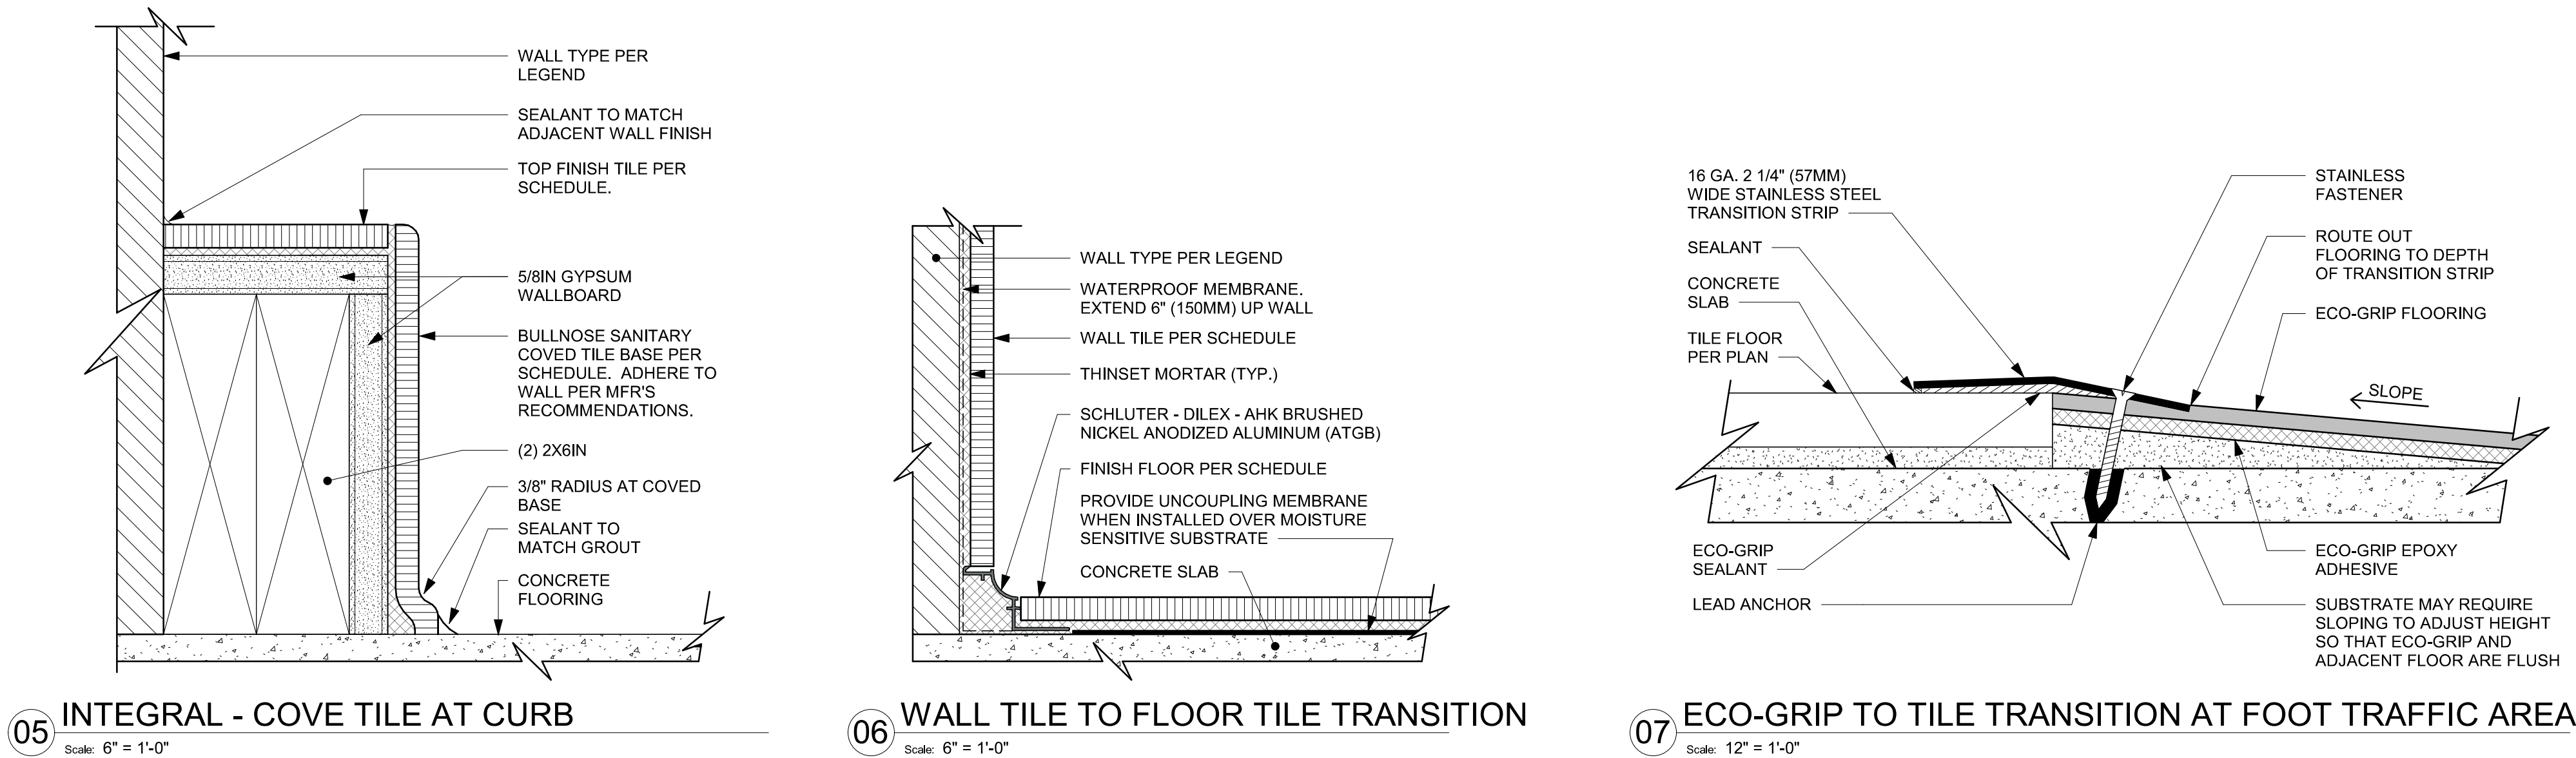 WALL TYPE PER
LEGEND
SEALANT TO MATCH
ADJACENT WALL FINISH
TOP FINISH TILE PER
SCHEDULE.
5/8IN GYPSUM
WALLBOARD
BULLNOSE SANITARY
COVED TILE BASE PER
SCHEDULE. ADHERE TO
WALL PER MFR'S
RECOMMENDATIONS.
(2) 2X6IN
3/8" RADIUS AT COVED
BASE
SEALANT TO
MATCH GROUT
CONCRETE
FLOORING
05
INTEGRAL - COVE TILE AT CURB
Scale: 6" = 1'-0"
WALL TYPE PER LEGEND
WATERPROOF MEMBRANE.
EXTEND 6" (150MM) UP WALL
WALL TILE PER SCHEDULE
THINSET MORTAR (TYP.)
SCHLUTER - DILEX - AHK BRUSHED
NICKEL ANODIZED ALUMINUM (ATGB)
FINISH FLOOR PER SCHEDULE
PROVIDE UNCOUPLING MEMBRANE
WHEN INSTALLED OVER MOISTURE
SENSITIVE SUBSTRATE
CONCRETE SLAB
06
WALL TILE TO FLOOR TILE TRANSITION
Scale: 6" = 1'-0"
16 GA. 2 1/4" (57MM)
WIDE STAINLESS STEEL
TRANSITION STRIP
SEALANT
CONCRETE
SLAB
TILE FLOOR
PER PLAN
ECO-GRIP
SEALANT
LEAD ANCHOR
STAINLESS
FASTENER
ROUTE OUT
FLOORING TO DEPTH
OF TRANSITION STRIP
ECO-GRIP FLOORING
SLOPE
ECO-GRIP EPOXY
ADHESIVE
SUBSTRATE MAY REQUIRE
SLOPING TO ADJUST HEIGHT
SO THAT ECO-GRIP AND
ADJACENT FLOOR ARE FLUSH
07
ECO-GRIP TO TILE TRANSITION AT FOOT TRAFFIC AREA
Scale: 12" = 1'-0"